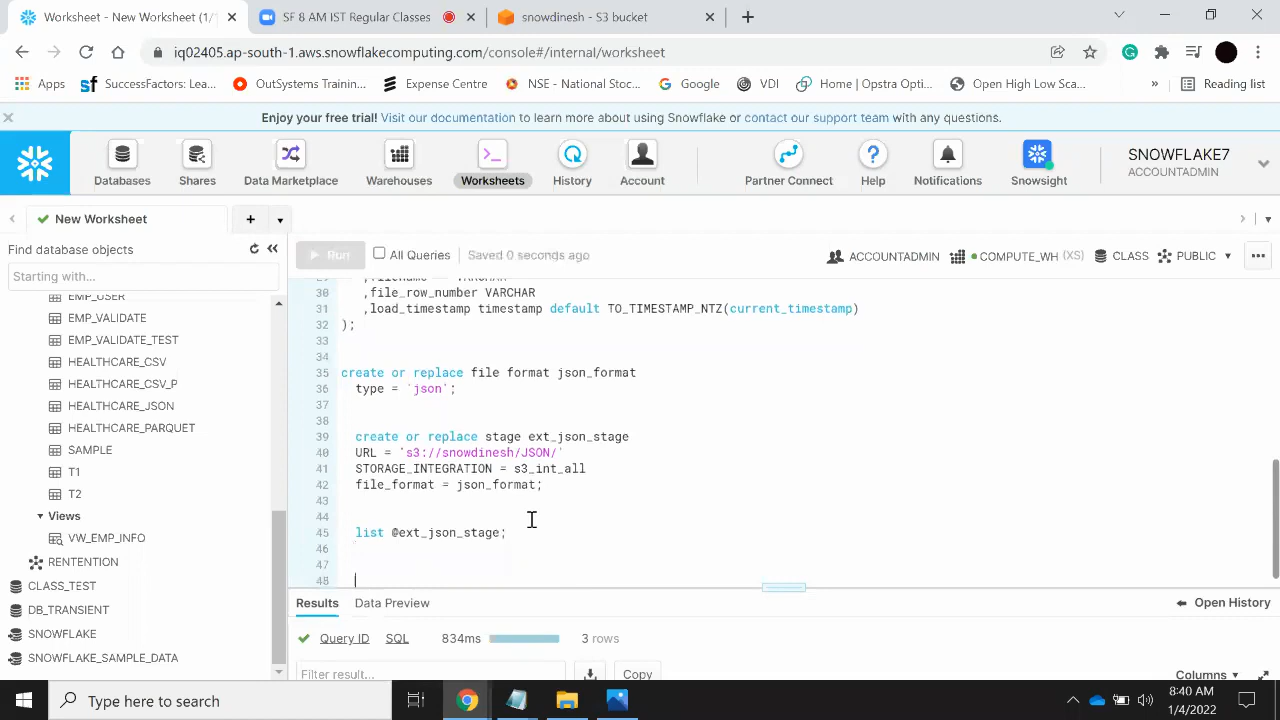 Worksheet - New Worksheet (1/
SF 8 AM IST Regular Classes
snowdinesh - S3 bucket
iq02405.ap-south-1.aws.snowflakecomputing.com/console#/internal/worksheet
Apps
SuccessFactors: Lea...
OutSystems Training...
Expense Centre
NSE - National Stoc...
Google
VDI
Home | Opstra Opti...
Open High Low Sca...
»
Reading list
Enjoy your free trial! Visit our documentation to learn more about using Snowflake or contact our support team with any questions.
Databases
Shares
Data Marketplace
Warehouses
Worksheets
History
Account
Partner Connect
Help
Notifications
Snowsight
SNOWFLAKE7
ACCOUNTADMIN
New Worksheet
Find database objects
Starting with...
EMP_USER
EMP_VALIDATE
EMP_VALIDATE_TEST
HEALTHCARE_CSV
HEALTHCARE_CSV_P
HEALTHCARE_JSON
HEALTHCARE_PARQUET
SAMPLE
T1
T2
Views
VW_EMP_INFO
RENTENTION
CLASS_TEST
DB_TRANSIENT
SNOWFLAKE
SNOWFLAKE_SAMPLE_DATA
Run
All Queries
Saved 0 seconds ago
ACCOUNTADMIN
COMPUTE_WH (XS)
CLASS
PUBLIC
29 ,filename VARCHAR
30 ,file_row_number VARCHAR
31 ,load_timestamp timestamp default TO_TIMESTAMP_NTZ(current_timestamp)
32 );
33
34
35 create or replace file format json_format
36 type = 'json';
37
38
39 create or replace stage ext_json_stage
40 URL = 's3://snowdinesh/JSON/'
41 STORAGE_INTEGRATION = s3_int_all
42 file_format = json_format;
43
44
45 list @ext_json_stage;
46
47
48
Results
Data Preview
Open History
Query ID
SQL
834ms
3 rows
Filter result...
Copy
Columns
Type here to search
8:40 AM
1/4/2022